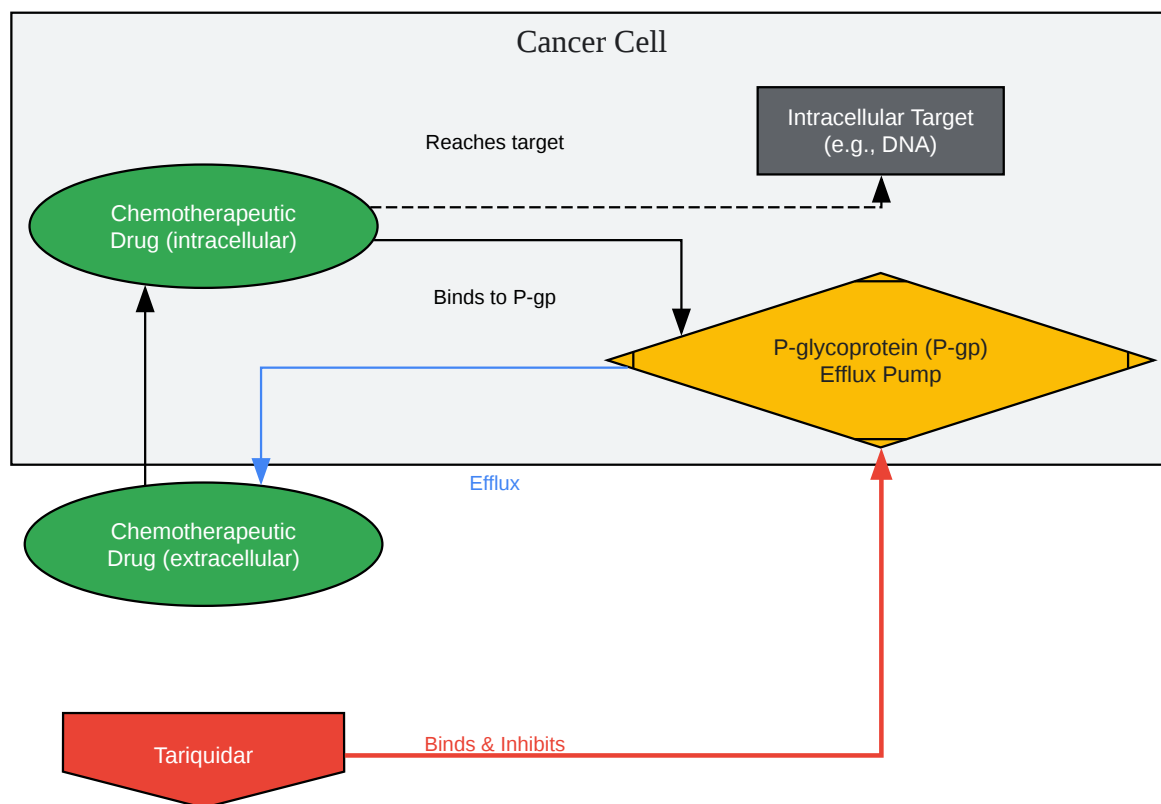 Cancer Cell
Intracellular Target
(e.g., DNA)
Reaches target
Chemotherapeutic
Drug (intracellular)
Binds to P-gp
P-glycoprotein (P-gp)
Efflux Pump
Efflux
Chemotherapeutic
Drug (extracellular)
Binds & Inhibits
Tariquidar